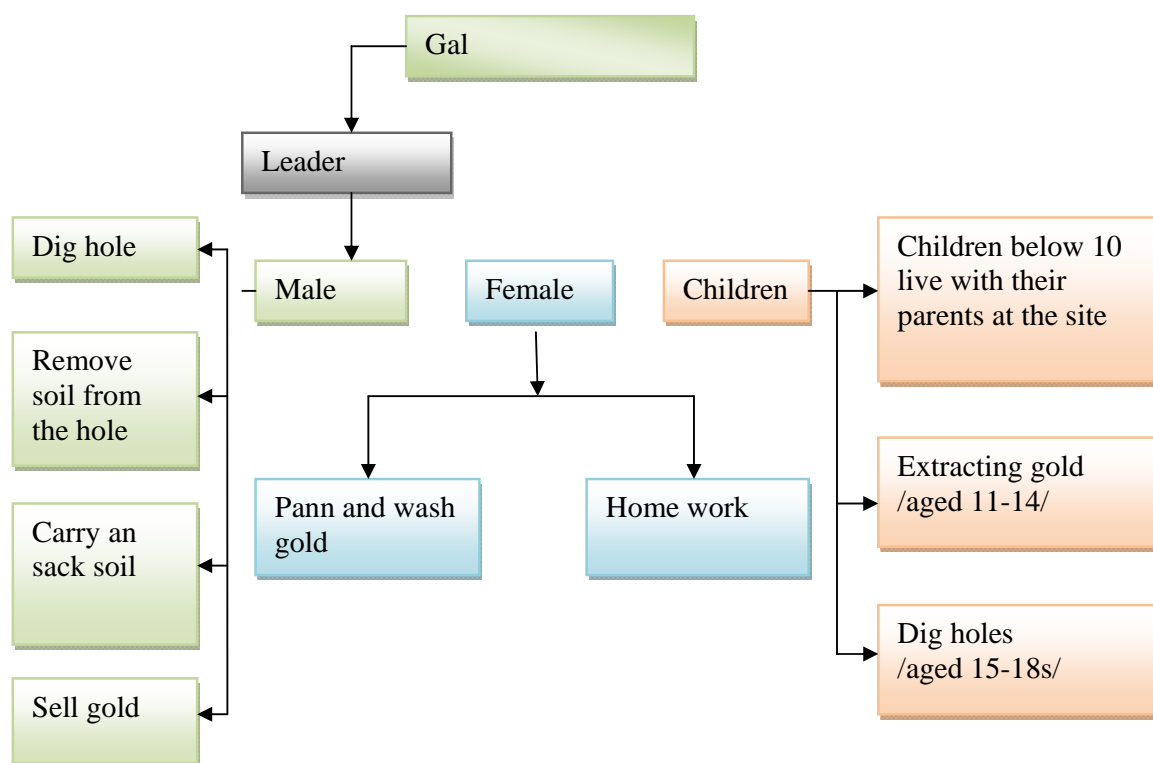 Gal
Leader
Dig hole
Male
Female
Children
Children below 10
live with their
parents at the site
Remove
soil from
the hole
Pann and wash
gold
Home work
Extracting gold
/aged 11-14/
Carry an
sack soil
Dig holes
/aged 15-18s/
Sell gold